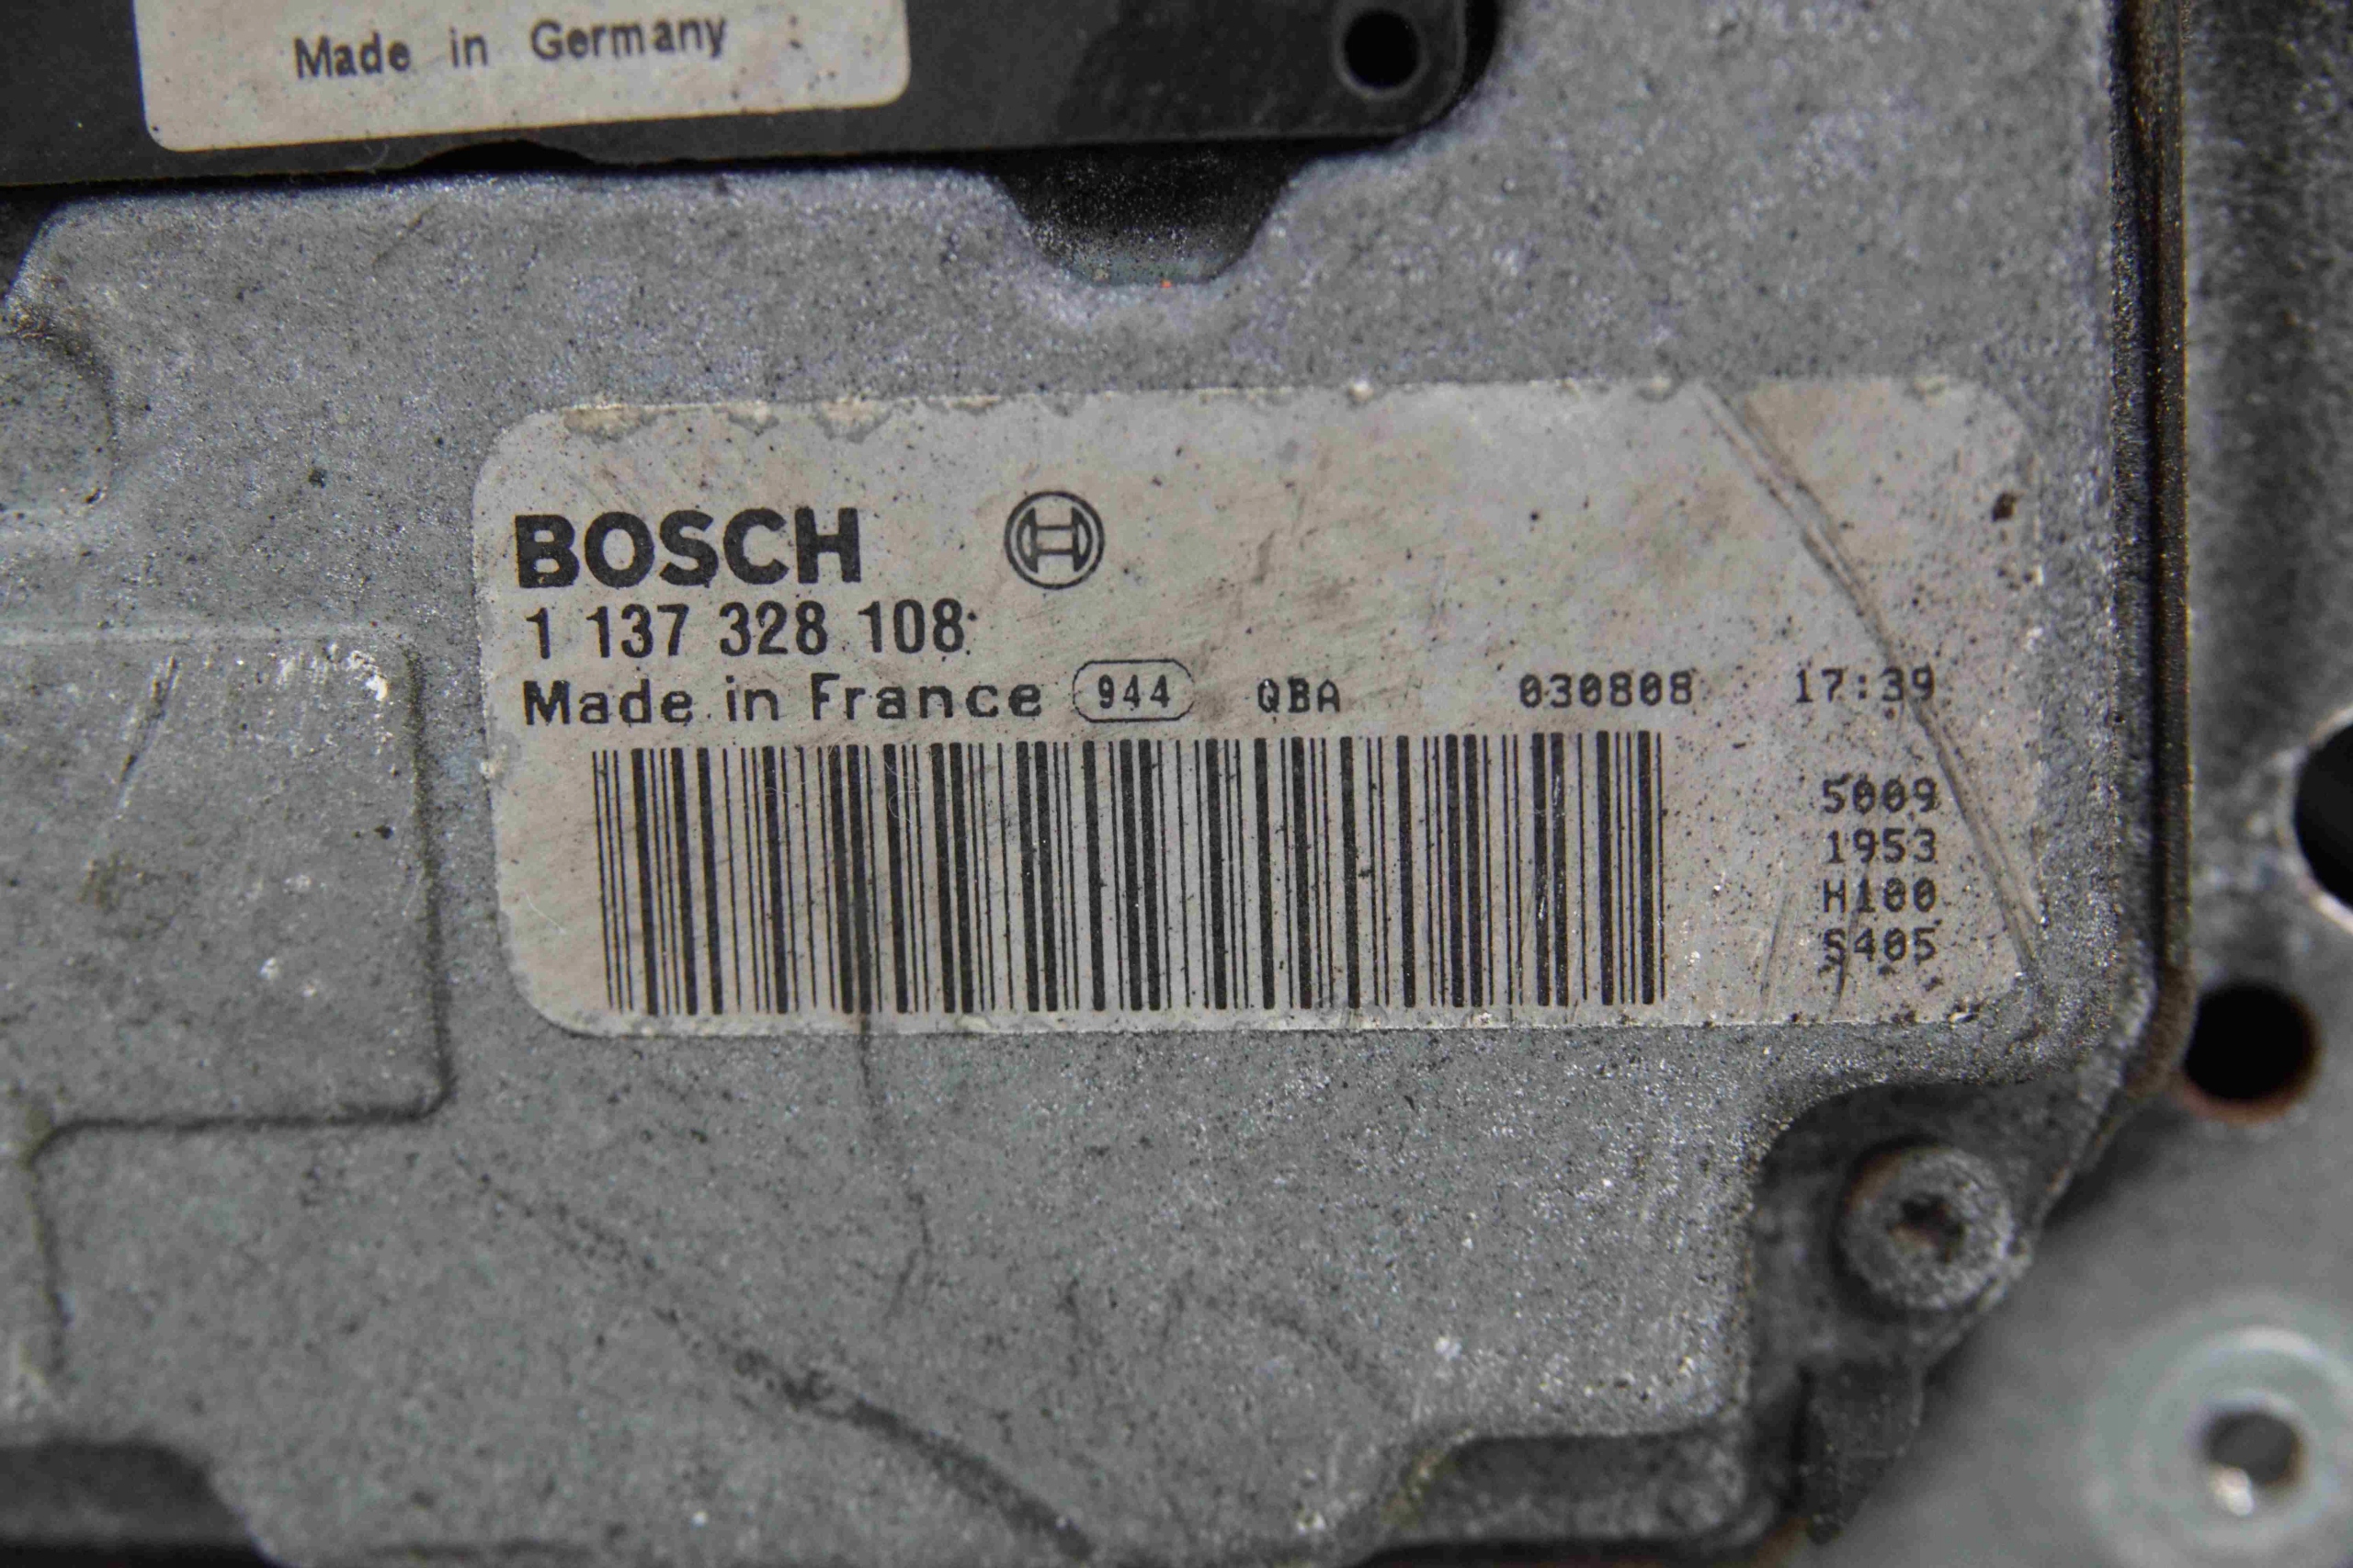 Made in Germany
BOSCH
1 137 328 108
Made in France 944 QBA 030808 17:39
5009
1953
H100
S405